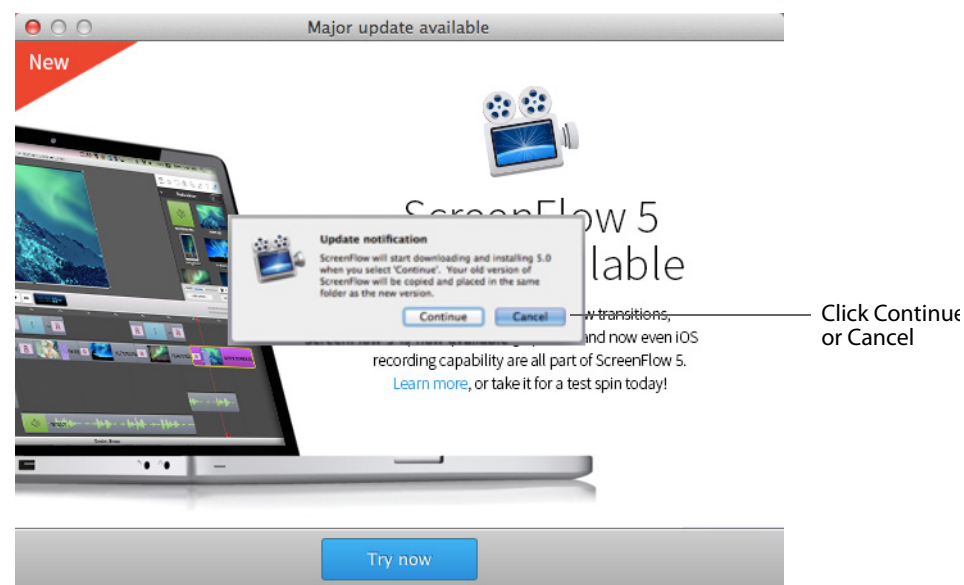 Major update available
New
ScreenFlow 5
lable
Update notification
ScreenFlow will start downloading and installing 5.0
when you select 'Continue'. Your old version of
ScreenFlow will be copied and placed in the same
folder as the new version.
Continue
Cancel
w transitions,
and now even iOS
recording capability are all part of ScreenFlow 5.
Learn more, or take it for a test spin today!
Try now
Click Continue
or Cancel